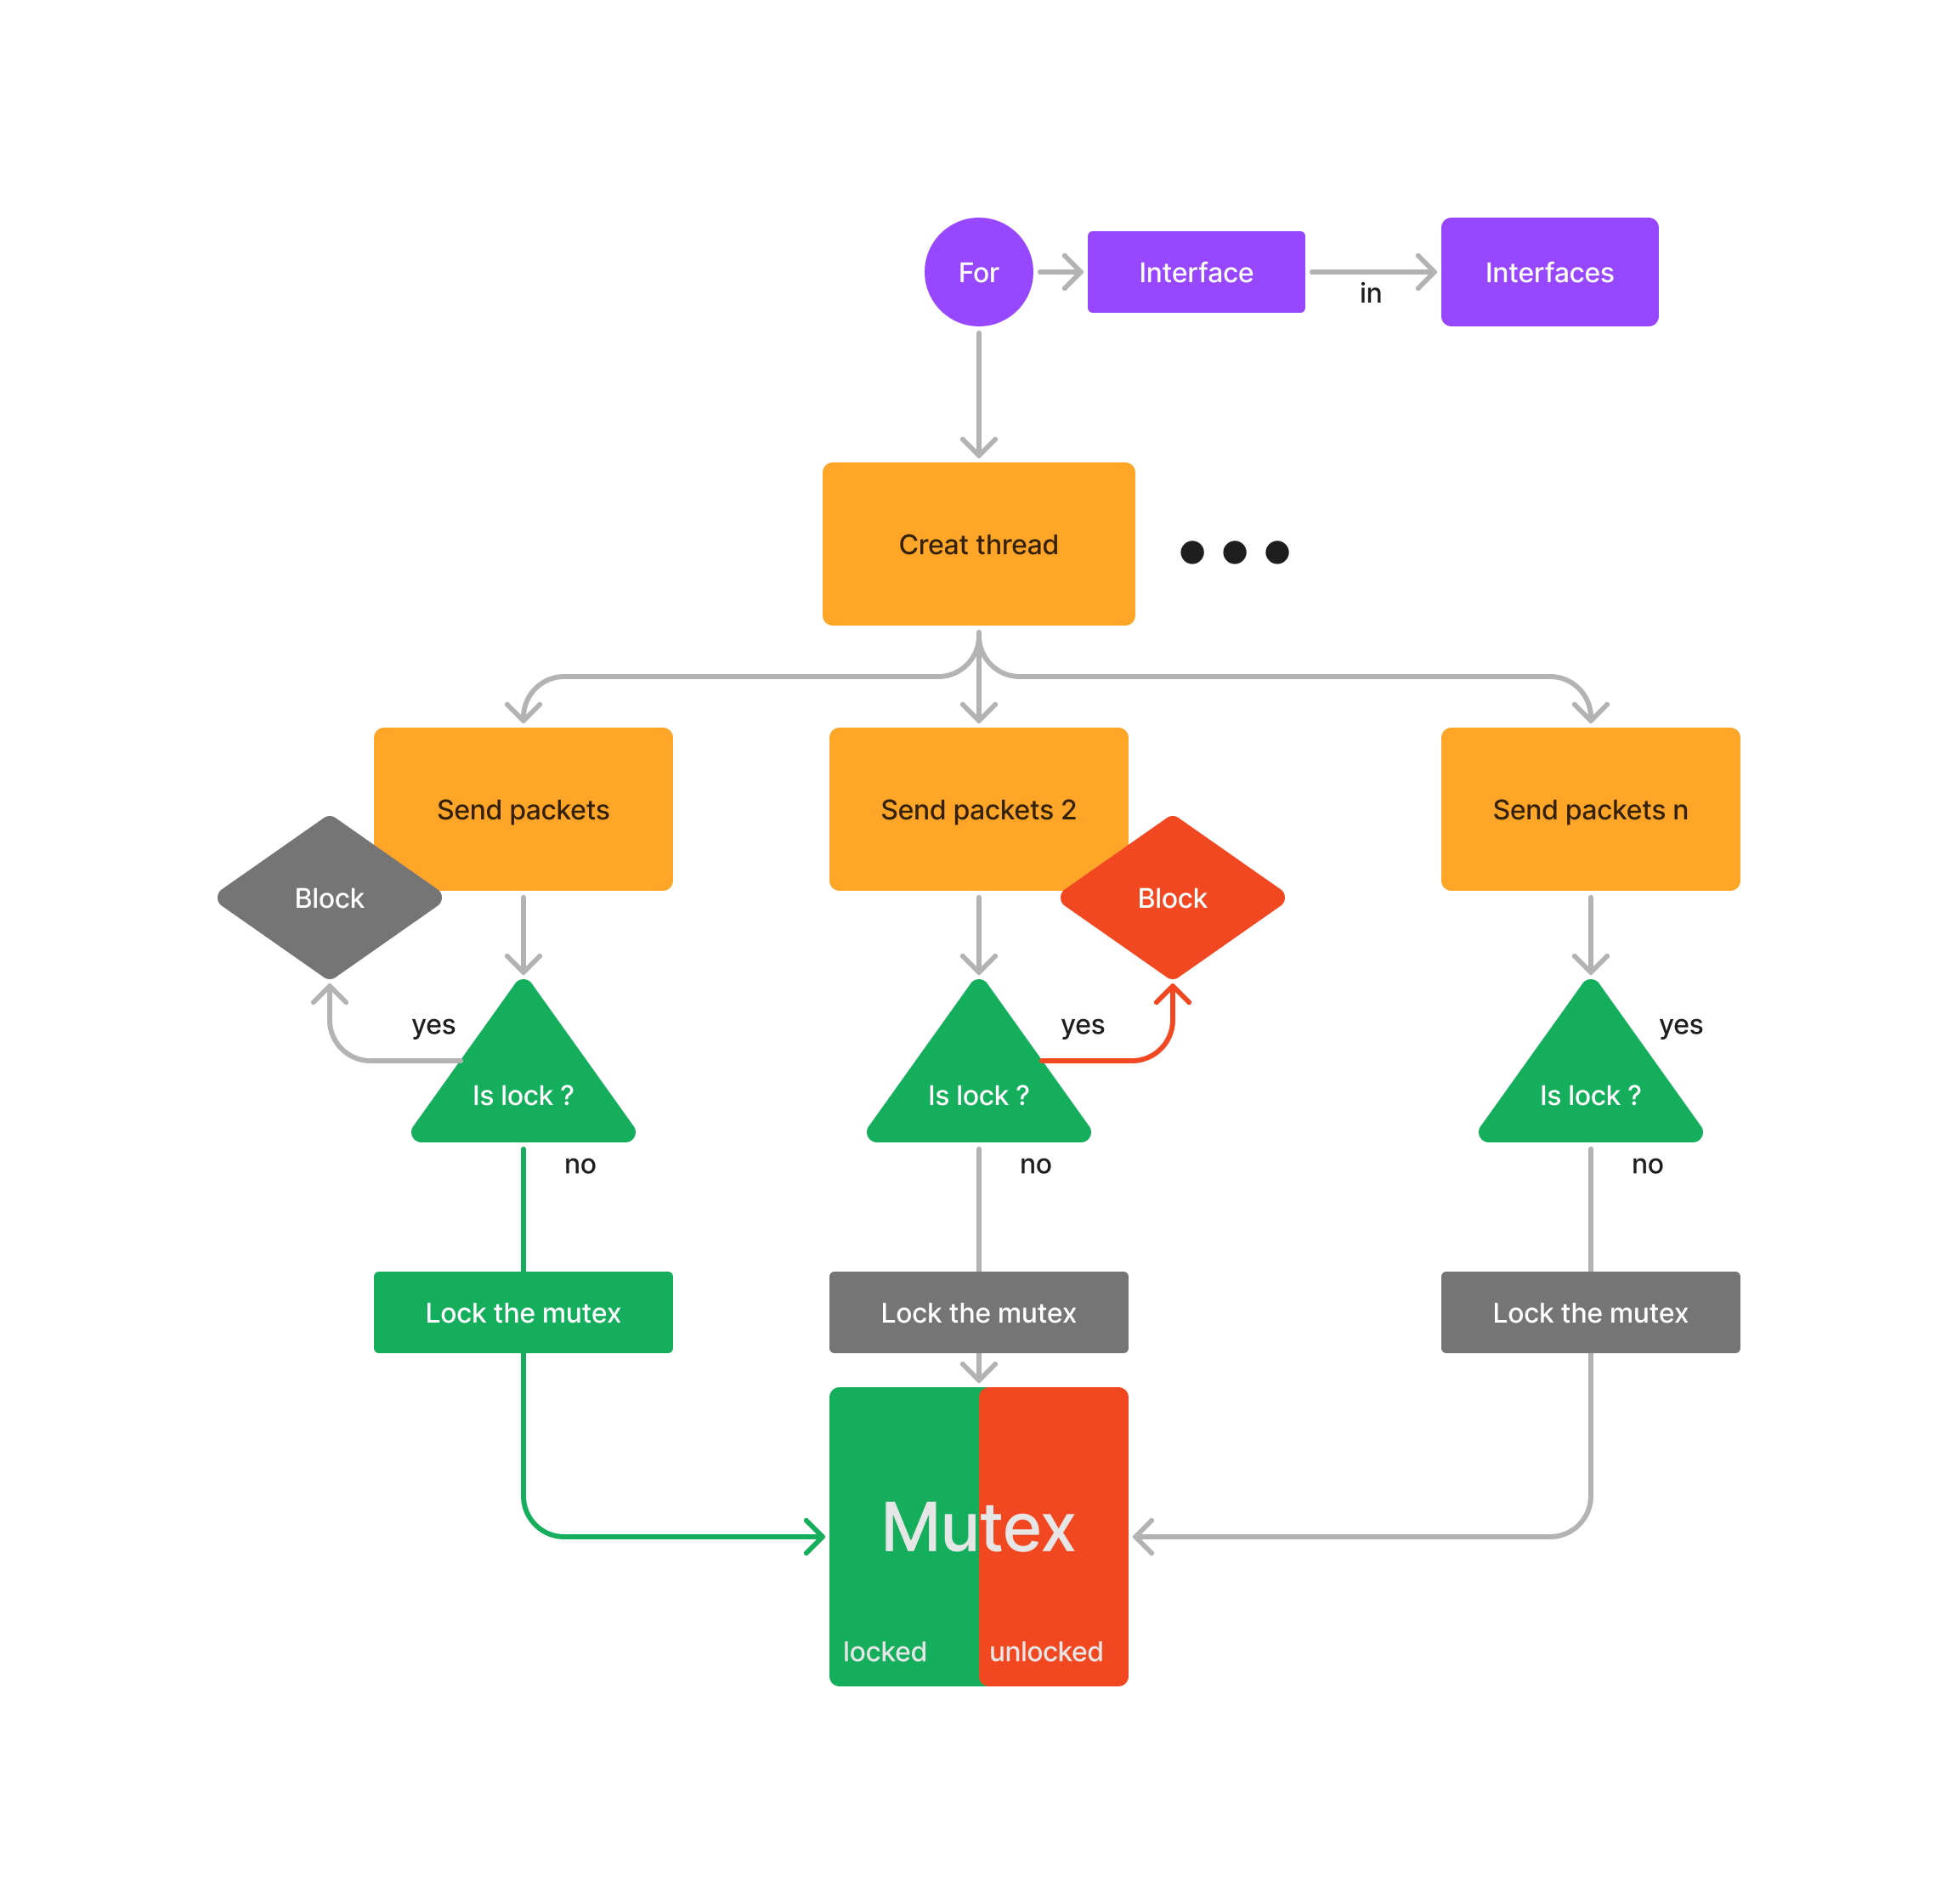 For
Interface
in
Interfaces
Creat thread
Send packets
Send packets 2
Send packets n
Block
Block
yes
yes
yes
Is lock ?
Is lock ?
Is lock ?
no
no
no
Lock the mutex
Lock the mutex
Lock the mutex
Mutex
locked
unlocked